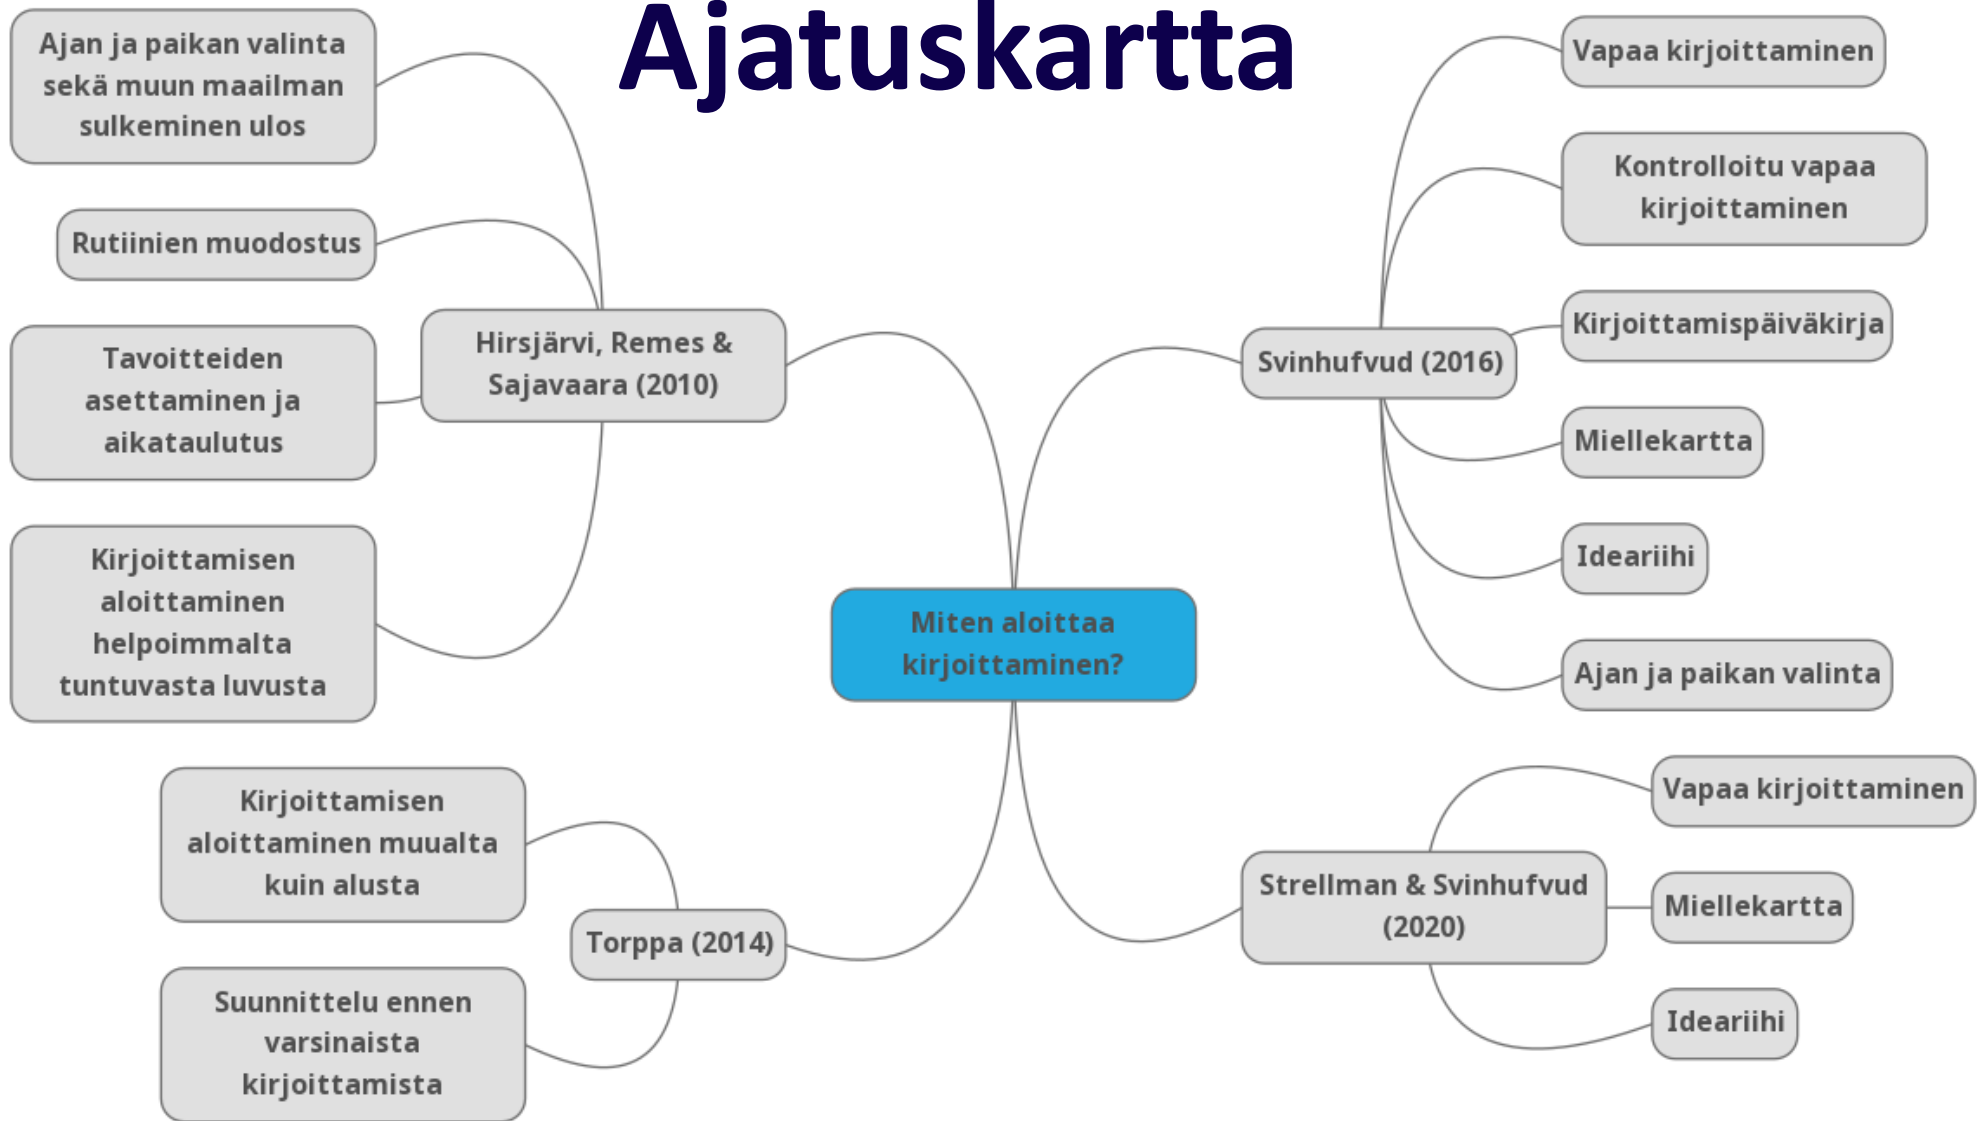 Ajatuskartta
Miten aloittaa
kirjoittaminen?
Hirsjärvi, Remes &
Sajavaara (2010)
Ajan ja paikan valinta
sekä muun maailman
sulkeminen ulos
Rutiinien muodostus
Tavoitteiden
asettaminen ja
aikataulutus
Kirjoittamisen
aloittaminen
helpoimmalta
tuntuvasta luvusta
Torppa (2014)
Kirjoittamisen
aloittaminen muualta
kuin alusta
Suunnittelu ennen
varsinaista
kirjoittamista
Svinhufvud (2016)
Vapaa kirjoittaminen
Kontrolloitu vapaa
kirjoittaminen
Kirjoittamispäiväkirja
Miellekartta
Ideariihi
Ajan ja paikan valinta
Strellman & Svinhufvud
(2020)
Vapaa kirjoittaminen
Miellekartta
Ideariihi